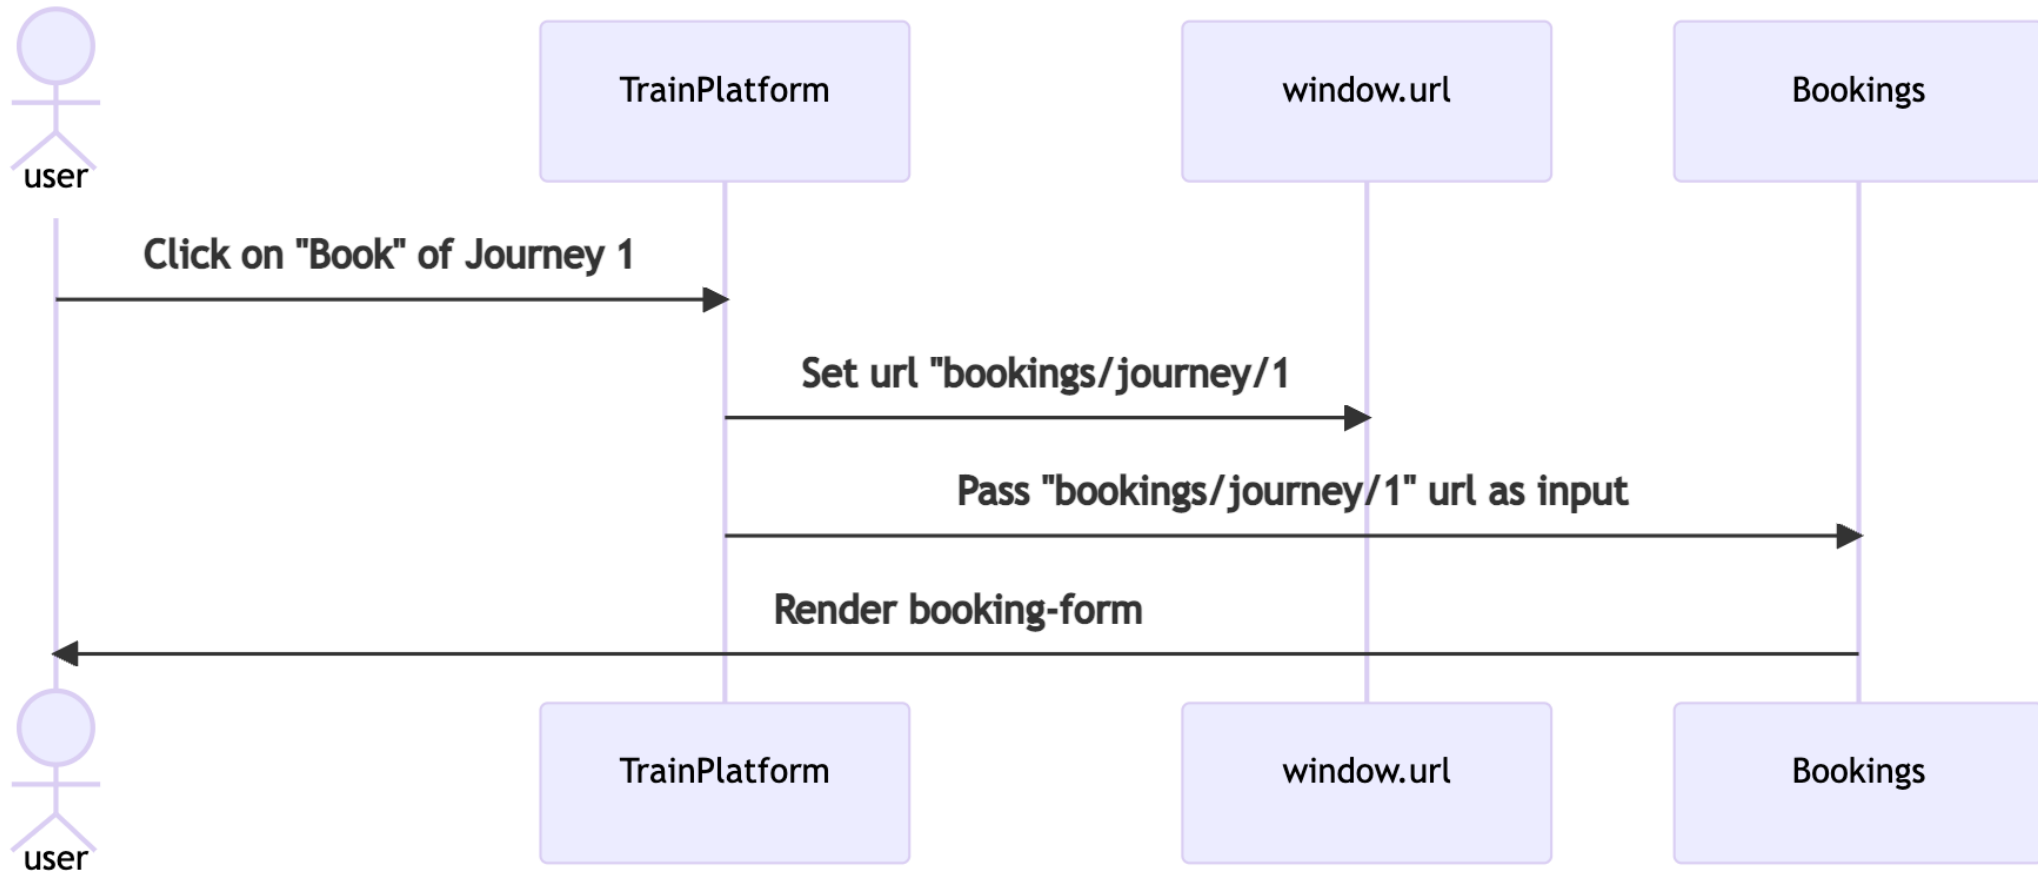 TrainPlatform
window.url
Bookings
user
Click on "Book" of Journey 1
Set url "bookings/journey/1
Pass "bookings/journey/1" url as input
Render booking-form
TrainPlatform
window.url
Bookings
user